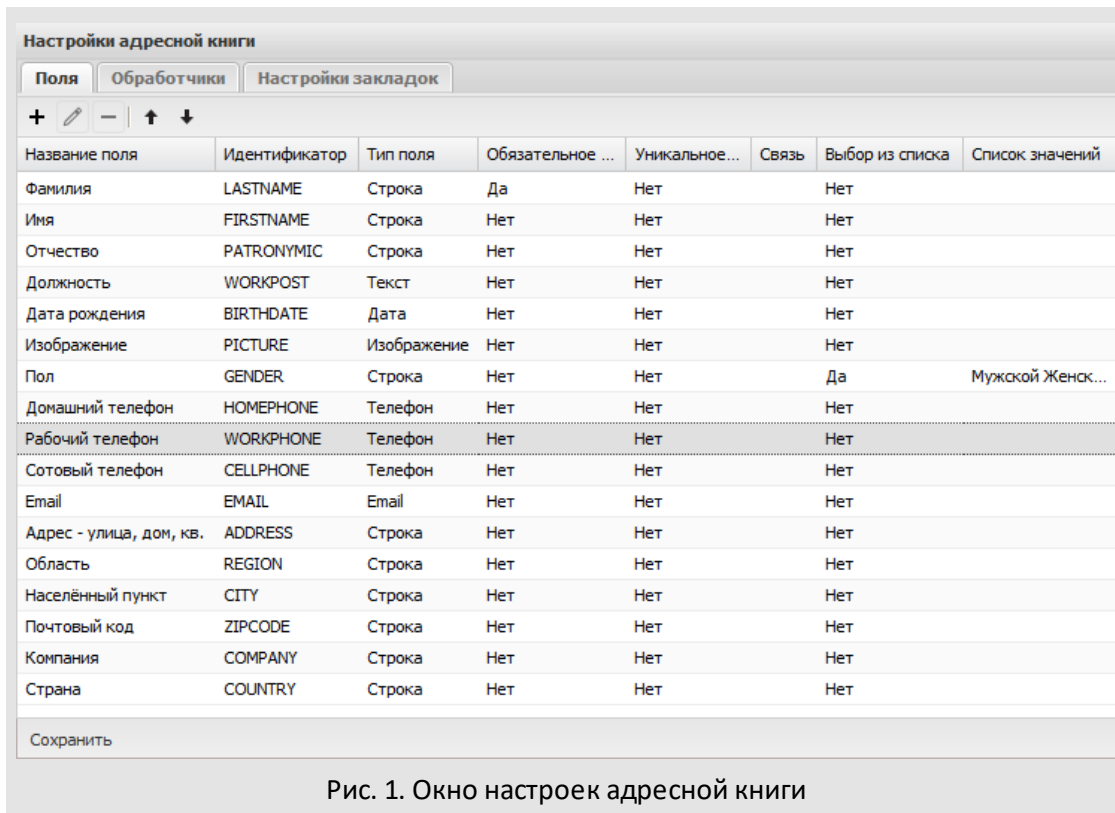 Настройки адресной книги
Поля Обработчики Настройки закладок
Название поля Идентификатор Тип поля Обязательное ... Уникальное... Связь Выбор из списка Список значений
Фамилия LASTNAME Строка Да Нет Нет
Имя FIRSTNAME Строка Нет Нет Нет
Отчество PATRONYMIC Строка Нет Нет Нет
Должность WORKPOST Текст Нет Нет Нет
Дата рождения BIRTHDATE Дата Нет Нет Нет
Изображение PICTURE Изображение Нет Нет Нет
Пол GENDER Строка Нет Нет Да Мужской Женск...
Домашний телефон HOMEPHONE Телефон Нет Нет Нет
Рабочий телефон WORKPHONE Телефон Нет Нет Нет
Сотовый телефон CELLPHONE Телефон Нет Нет Нет
Email EMAIL Email Нет Нет Нет
Адрес - улица, дом, кв. ADDRESS Строка Нет Нет Нет
Область REGION Строка Нет Нет Нет
Населённый пункт CITY Строка Нет Нет Нет
Почтовый код ZIPCODE Строка Нет Нет Нет
Компания COMPANY Строка Нет Нет Нет
Страна COUNTRY Строка Нет Нет Нет
Сохранить
Рис. 1. Окно настроек адресной книги